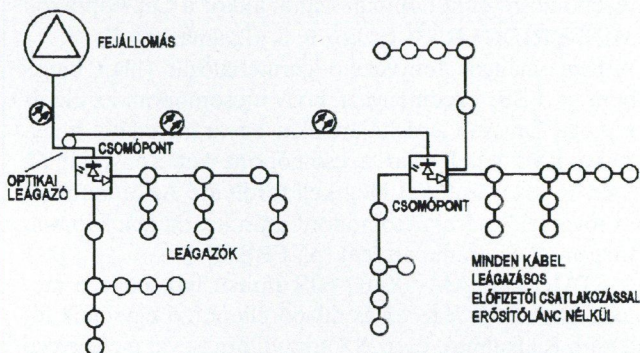 FEJÁLLOMÁS
CSOMÓPONT
OPTIKAI
LEÁGAZÓ
LEÁGAZÓK
CSOMÓPONT
MINDEN KÁBEL
LEÁGAZÁSOS
ELŐFIZETŐI CSATLAKOZÁSSAL
ERŐSÍTŐLÁNC NÉLKÜL